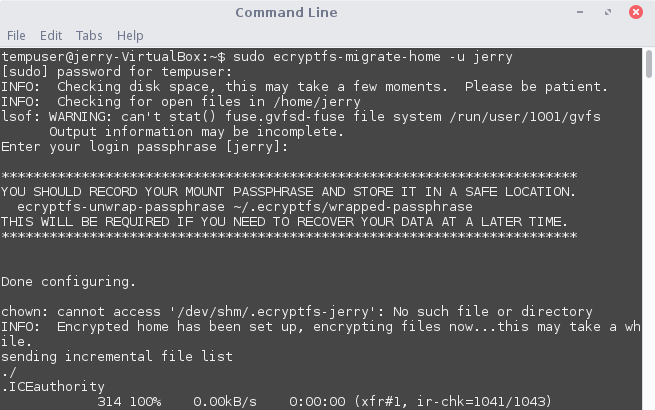 Command Line
File Edit Tabs Help
tempuser@jerry-VirtualBox:~$ sudo ecryptfs-migrate-home -u jerry
[sudo] password for tempuser:
INFO:  Checking disk space, this may take a few moments.  Please be patient.
INFO:  Checking for open files in /home/jerry
lsof: WARNING: can't stat() fuse.gvfsd-fuse file system /run/user/1001/gvfs
      Output information may be incomplete.
Enter your login passphrase [jerry]:
************************************************************************
YOU SHOULD RECORD YOUR MOUNT PASSPHRASE AND STORE IT IN A SAFE LOCATION.
  ecryptfs-unwrap-passphrase ~/.ecryptfs/wrapped-passphrase
THIS WILL BE REQUIRED IF YOU NEED TO RECOVER YOUR DATA AT A LATER TIME.
************************************************************************
Done configuring.
chown: cannot access '/dev/shm/.ecryptfs-jerry': No such file or directory
INFO:  Encrypted home has been set up, encrypting files now...this may take a wh
ile.
sending incremental file list
./
.ICEauthority
            314 100%    0.00kB/s    0:00:00 (xfr#1, ir-chk=1041/1043)